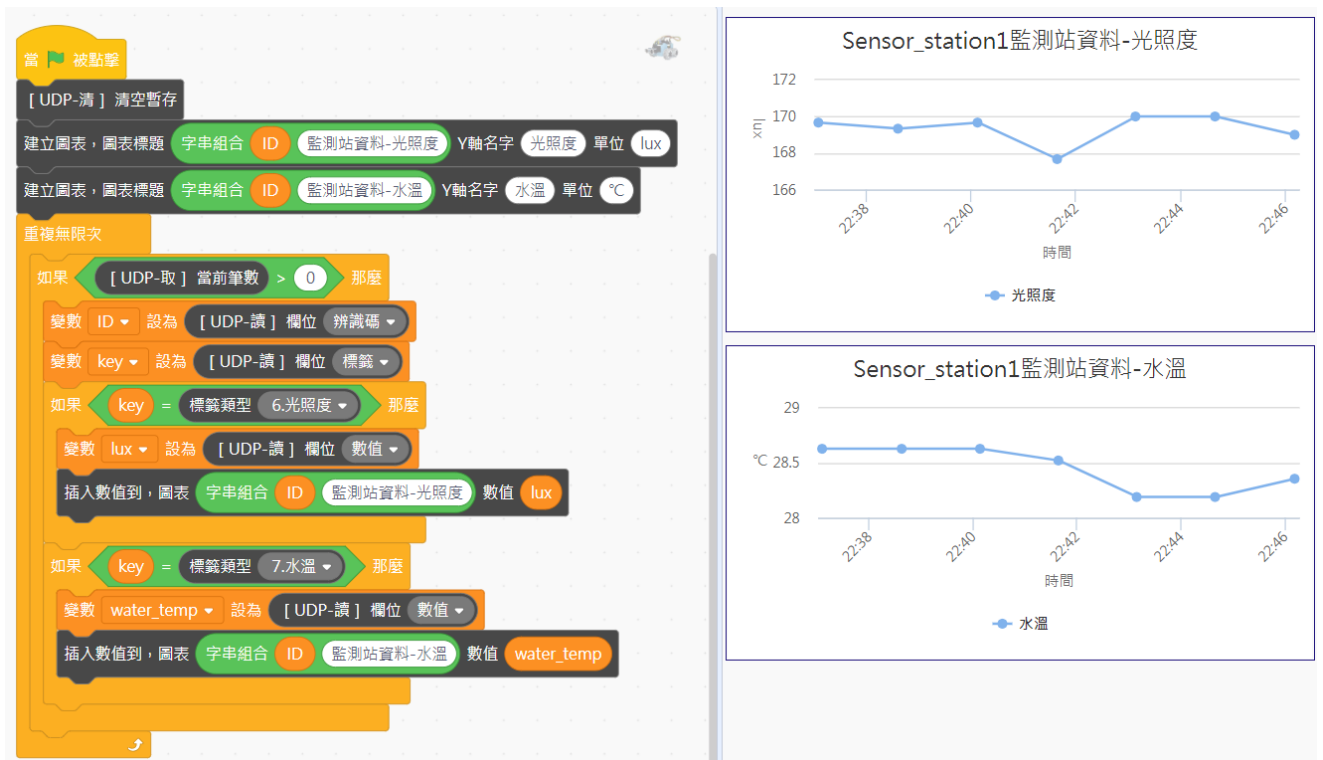 當 被點擊
[ UDP-清 ] 清空暫存
建立圖表，圖表標題 字串組合 ID 監測站資料-光照度 Y軸名字 光照度 單位 lux
建立圖表，圖表標題 字串組合 ID 監測站資料-水溫 Y軸名字 水溫 單位 ℃
重複無限次
如果 [ UDP-取 ] 當前筆數 > 0 那麼
變數 ID 設為 [ UDP-讀 ] 欄位 辨識碼
變數 key 設為 [ UDP-讀 ] 欄位 標籤
如果 key = 標籤類型 6.光照度 那麼
變數 lux 設為 [ UDP-讀 ] 欄位 數值
插入數值到，圖表 字串組合 ID 監測站資料-光照度 數值 lux
如果 key = 標籤類型 7.水溫 那麼
變數 water_temp 設為 [ UDP-讀 ] 欄位 數值
插入數值到，圖表 字串組合 ID 監測站資料-水溫 數值 water_temp
Sensor_station1監測站資料-光照度
172
170
lux
168
166
22:38 22:40 22:42 22:44 22:46
時間
光照度
Sensor_station1監測站資料-水溫
29
℃ 28.5
28
22:38 22:40 22:42 22:44 22:46
時間
水溫